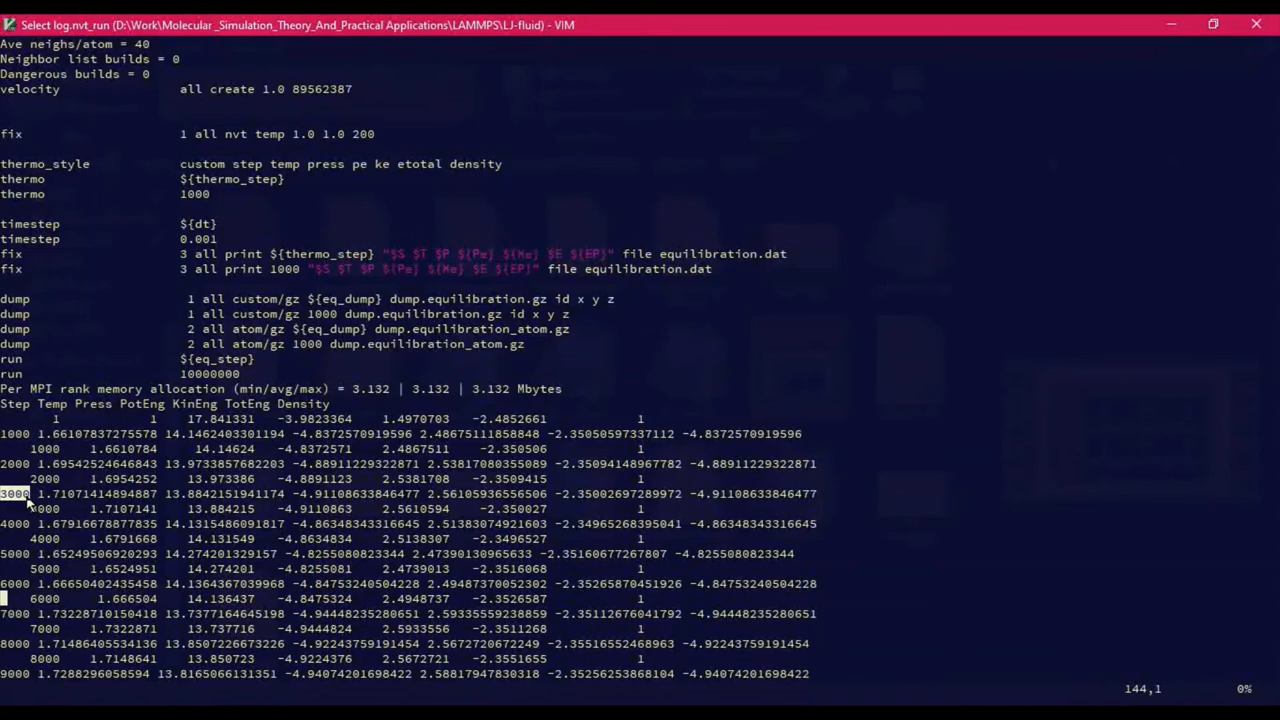 Select log.nvt_run (D:\Work\Molecular _Simulation_Theory_And_Practical Applications\LAMMPS\LJ-fluid) - VIM
Ave neighs/atom = 40
Neighbor list builds = 0
Dangerous builds = 0
velocity all create 1.0 89562387
fix 1 all nvt temp 1.0 1.0 200
thermo_style custom step temp press pe ke etotal density
thermo ${thermo_step}
thermo 1000
timestep ${dt}
timestep 0.001
fix 3 all print ${thermo_step} "$S $T $P ${Pe} ${Ke} $E ${EP}" file equilibration.dat
fix 3 all print 1000 "$S $T $P ${Pe} ${Ke} $E ${EP}" file equilibration.dat
dump 1 all custom/gz ${eq_dump} dump.equilibration.gz id x y z
dump 1 all custom/gz 1000 dump.equilibration.gz id x y z
dump 2 all atom/gz ${eq_dump} dump.equilibration_atom.gz
dump 2 all atom/gz 1000 dump.equilibration_atom.gz
run ${eq_step}
run 10000000
Per MPI rank memory allocation (min/avg/max) = 3.132 | 3.132 | 3.132 Mbytes
Step Temp Press PotEng KinEng TotEng Density
1 1 17.841331 -3.9823364 1.4970703 -2.4852661 1
1000 1.66107837275578 14.1462403301194 -4.8372570919596 2.48675111858848 -2.35050597337112 -4.8372570919596
1000 1.6610784 14.14624 -4.8372571 2.4867511 -2.350506 1
2000 1.69542524646843 13.9733857682203 -4.88911229322871 2.53817080355089 -2.35094148967782 -4.88911229322871
2000 1.6954252 13.973386 -4.8891123 2.5381708 -2.3509415 1
3000 1.71071414894887 13.8842151941174 -4.91108633846477 2.56105936556506 -2.35002697289972 -4.91108633846477
3000 1.7107141 13.884215 -4.9110863 2.5610594 -2.350027 1
4000 1.67916678877835 14.1315486091817 -4.86348343316645 2.51383074921603 -2.34965268395041 -4.86348343316645
4000 1.6791668 14.131549 -4.8634834 2.5138307 -2.3496527 1
5000 1.65249506920293 14.274201329157 -4.8255080823344 2.47390130965633 -2.35160677267807 -4.8255080823344
5000 1.6524951 14.274201 -4.8255081 2.4739013 -2.3516068 1
6000 1.66650402435458 14.1364367039968 -4.84753240504228 2.49487370052302 -2.35265870451926 -4.84753240504228
6000 1.666504 14.136437 -4.8475324 2.4948737 -2.3526587 1
7000 1.73228710150418 13.7377164645198 -4.94448235280651 2.59335559238859 -2.35112676041792 -4.94448235280651
7000 1.7322871 13.737716 -4.9444824 2.5933556 -2.3511268 1
8000 1.71486405534136 13.8507226673226 -4.92243759191454 2.5672720672249 -2.35516552468963 -4.92243759191454
8000 1.7148641 13.850723 -4.9224376 2.5672721 -2.3551655 1
9000 1.7288296058594 13.8165066131351 -4.94074201698422 2.58817947830318 -2.35256253868104 -4.94074201698422
144,1 0%